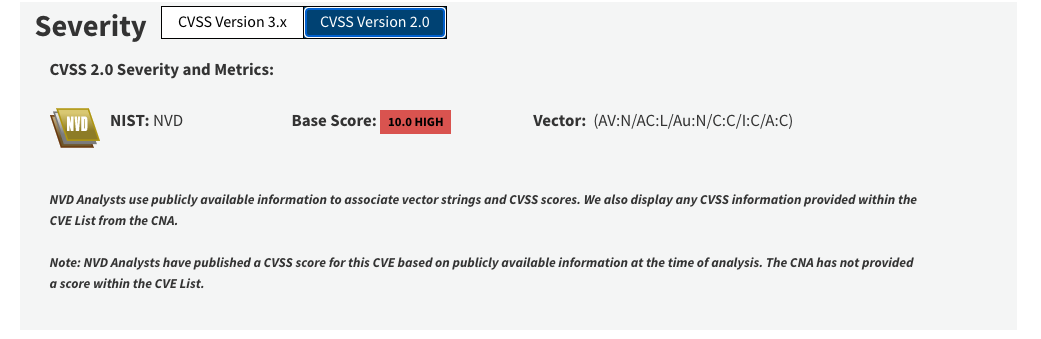 Severity CVSS Version 3.x CVSS Version 2.0
CVSS 2.0 Severity and Metrics:
NVD NIST: NVD Base Score: 10.0 HIGH Vector: (AV:N/AC:L/Au:N/C:C/I:C/A:C)
NVD Analysts use publicly available information to associate vector strings and CVSS scores. We also display any CVSS information provided within the
CVE List from the CNA.
Note: NVD Analysts have published a CVSS score for this CVE based on publicly available information at the time of analysis. The CNA has not provided
a score within the CVE List.